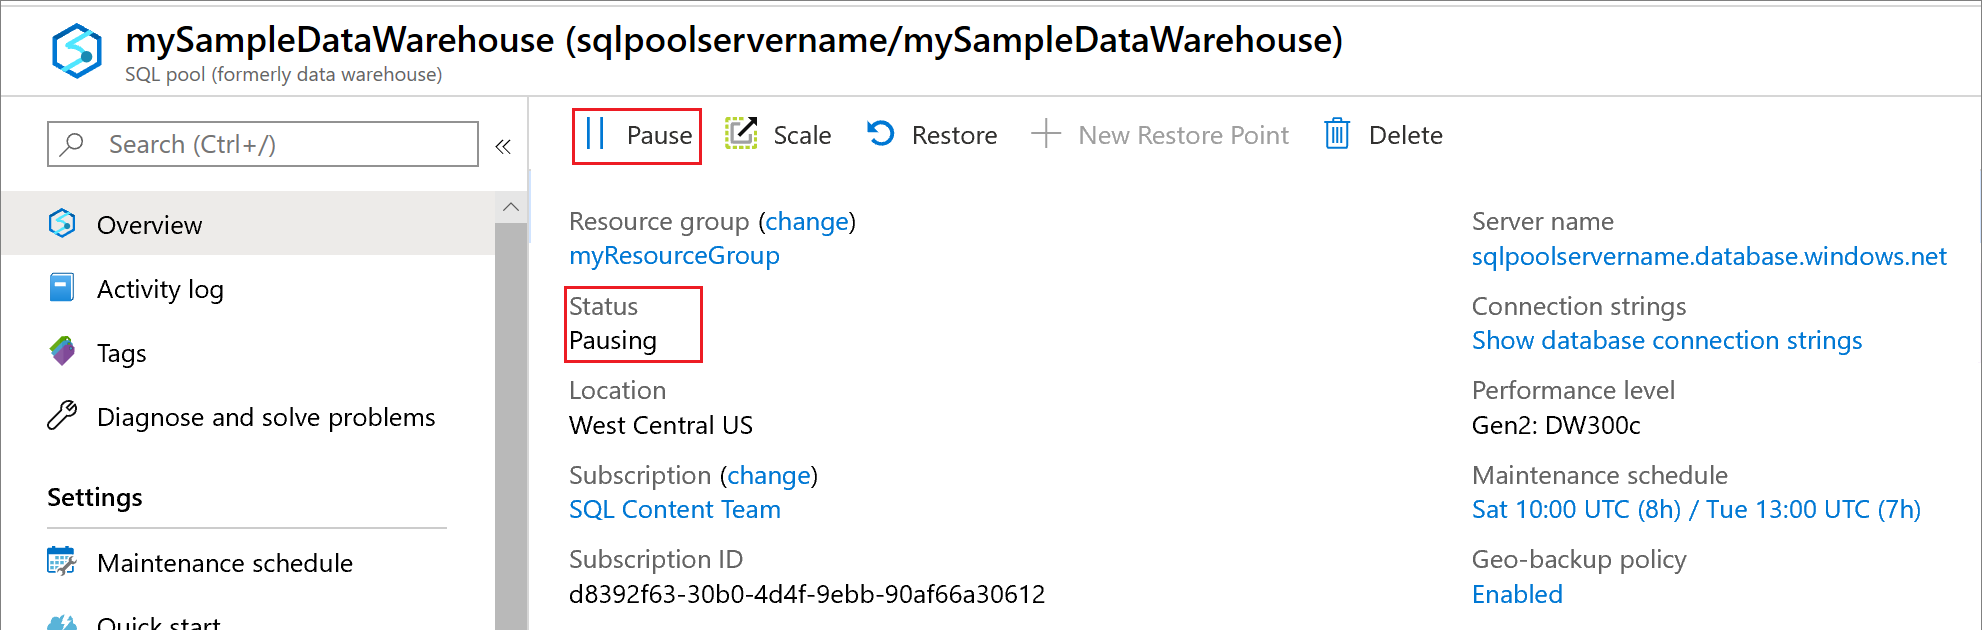 mySampleDataWarehouse (sqlpoolservername/mySampleDataWarehouse)
SQL pool (formerly data warehouse)
Search (Ctrl+/)
«
Overview
Activity log
Tags
Diagnose and solve problems
Settings
Maintenance schedule
Quick start
Pause
Scale
Restore
New Restore Point
Delete
Resource group (change)
myResourceGroup
Status
Pausing
Location
West Central US
Subscription (change)
SQL Content Team
Subscription ID
d8392f63-30b0-4d4f-9ebb-90af66a30612
Server name
sqlpoolservername.database.windows.net
Connection strings
Show database connection strings
Performance level
Gen2: DW300c
Maintenance schedule
Sat 10:00 UTC (8h) / Tue 13:00 UTC (7h)
Geo-backup policy
Enabled